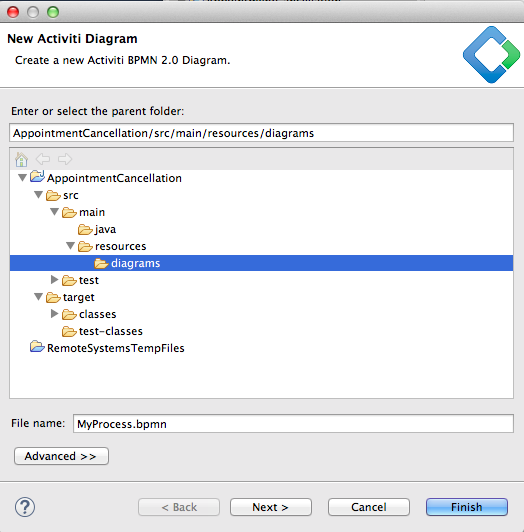 New Activiti Diagram
Create a new Activiti BPMN 2.0 Diagram.
Enter or select the parent folder:
AppointmentCancellation/src/main/resources/diagrams
AppointmentCancellation
src
main
java
resources
diagrams
test
target
classes
test-classes
RemoteSystemsTempFiles
File name: MyProcess.bpmn
Advanced >>
? < Back Next > Cancel Finish